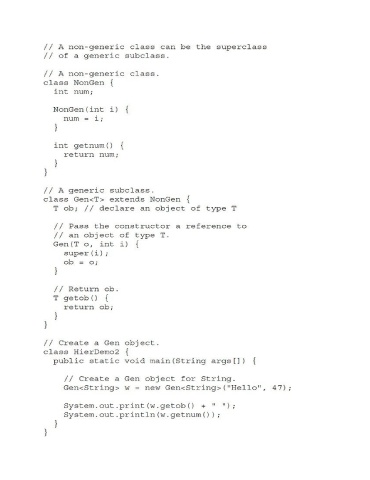 // A non-generic class can be the superclass
// of a generic subclass.

// A non-generic class.
class NonGen {
  int num;

  NonGen(int i) {
    num = i;
  }

  int getnum() {
    return num;
  }
}

// A generic subclass.
class Gen<T> extends NonGen {
  T ob; // declare an object of type T

  // Pass the constructor a reference to
  // an object of type T.
  Gen(T o, int i) {
    super(i);
    ob = o;
  }

  // Return ob.
  T getob() {
    return ob;
  }
}

// Create a Gen object.
class HierDemo2 {
  public static void main(String args[]) {

    // Create a Gen object for String.
    Gen<String> w = new Gen<String>("Hello", 47);

    System.out.print(w.getob() + " ");
    System.out.println(w.getnum());
  }
}